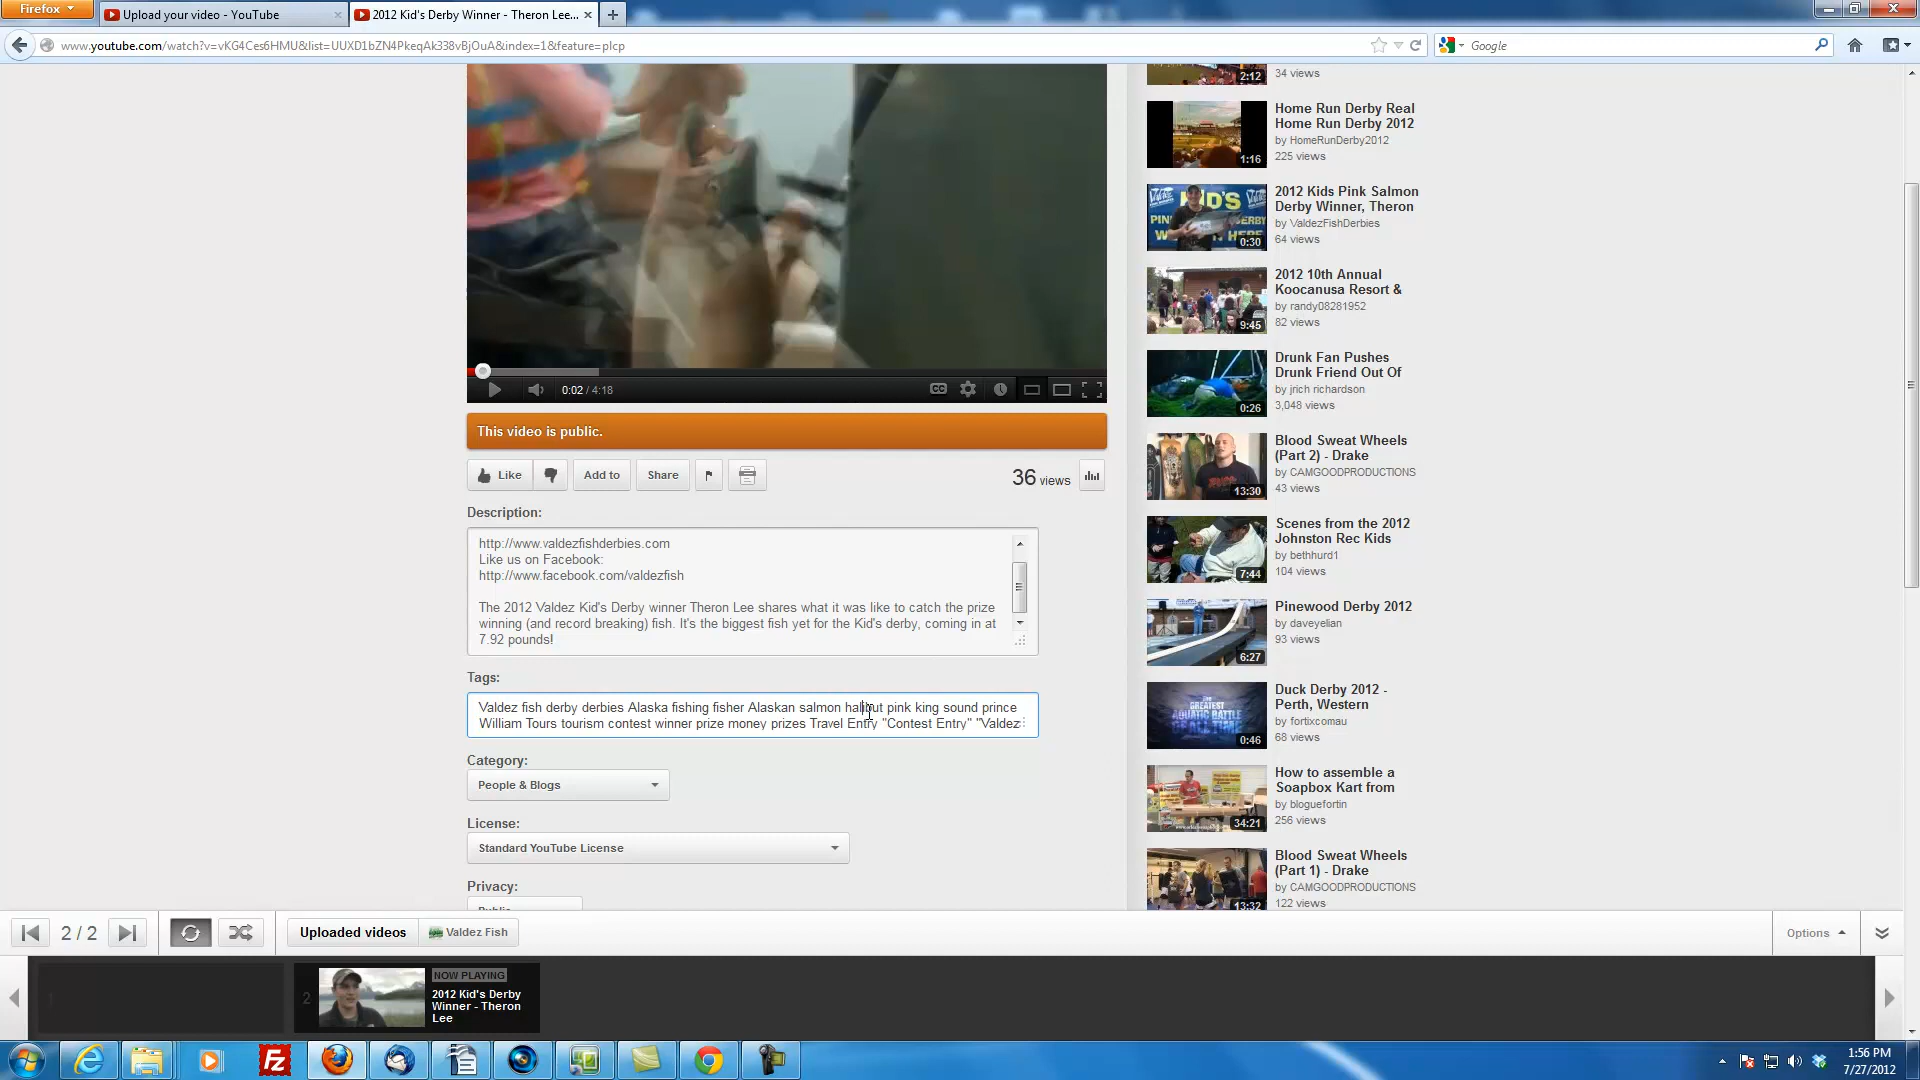 Firefox
Upload your video - YouTube
2012 Kid's Derby Winner - Theron Lee...
www.youtube.com/watch?v=vKG4Ces6HMU&list=UUXD1bZN4PkeqAk338vBjOuA&index=1&feature=plcp
Google
2:12
34 views
Home Run Derby Real
Home Run Derby 2012
by HomeRunDerby2012
225 views
1:16
2012 Kids Pink Salmon
Derby Winner, Theron
by ValdezFishDerbies
64 views
0:30
2012 10th Annual
Koocanusa Resort &
by randy08281952
82 views
9:45
Drunk Fan Pushes
Drunk Friend Out Of
by jrich richardson
3,048 views
0:26
Blood Sweat Wheels
(Part 2) - Drake
by CAMGOODPRODUCTIONS
43 views
13:30
Scenes from the 2012
Johnston Rec Kids
by bethhurd1
104 views
7:44
Pinewood Derby 2012
by daveyelian
93 views
6:27
Duck Derby 2012 -
Perth, Western
by fortixcomau
68 views
0:46
How to assemble a
Soapbox Kart from
by bloguefortin
256 views
34:21
Blood Sweat Wheels
(Part 1) - Drake
by CAMGOODPRODUCTIONS
122 views
13:32
0:02 / 4:18
CC
This video is public.
Like
Add to
Share
36 views
Description:
http://www.valdezfishderbies.com
Like us on Facebook:
http://www.facebook.com/valdezfish
The 2012 Valdez Kid's Derby winner Theron Lee shares what it was like to catch the prize
winning (and record breaking) fish. It's the biggest fish yet for the Kid's derby, coming in at
7.92 pounds!
Tags:
Valdez fish derby derbies Alaska fishing fisher Alaskan salmon halibut pink king sound prince
William Tours tourism contest winner prize money prizes Travel Entry "Contest Entry" "Valdez
Category:
People & Blogs
License:
Standard YouTube License
Privacy:
Public
2 / 2
Uploaded videos
Valdez Fish
Options
1
2
NOW PLAYING
2012 Kid's Derby
Winner - Theron
Lee
1:56 PM
7/27/2012